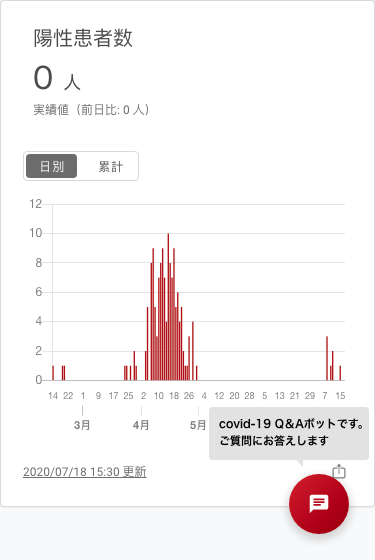 陽性患者数
0 人
実績値（前日比: 0 人）
日別 累計
12
10
8
6
4
2
0
14 22 1 9 17 25 2 10 18 26 4 12 20 28 5 13 21 29 7 15
3月 4月 5月
covid-19 Q&Aボットです。
ご質問にお答えします
2020/07/18 15:30 更新